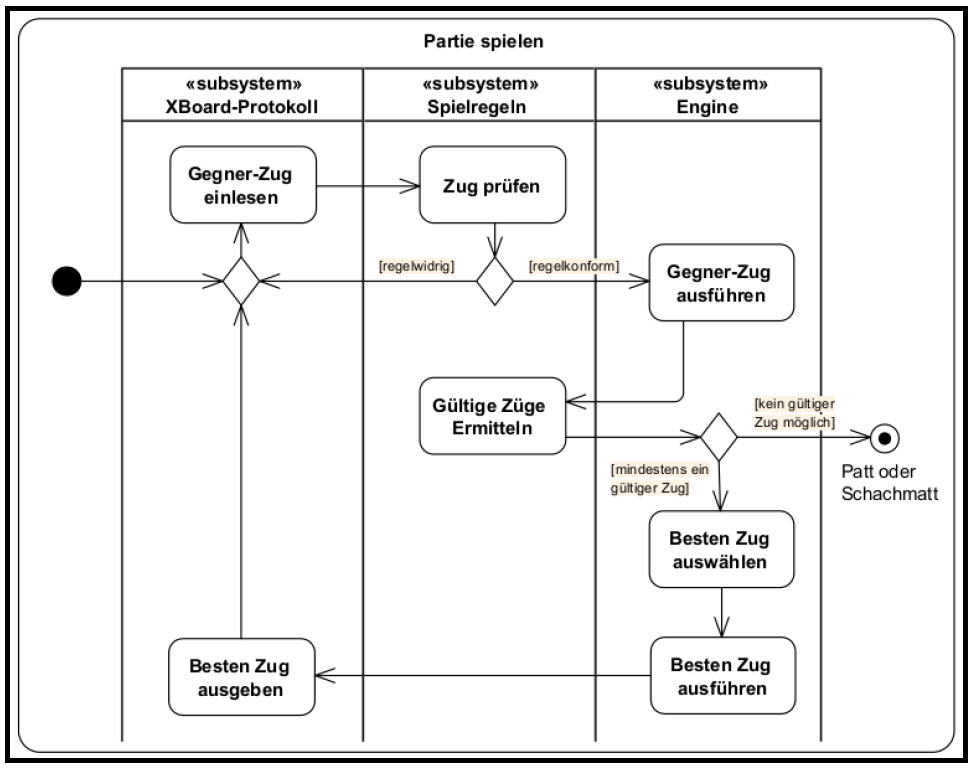 Partie spielen
«subsystem»
XBoard-Protokoll
«subsystem»
Spielregeln
«subsystem»
Engine
Gegner-Zug
einlesen
Zug prüfen
[regelwidrig]
[regelkonform]
Gegner-Zug
ausführen
Gültige Züge
Ermitteln
[kein gültiger
Zug möglich]
[mindestens ein
gültiger Zug]
Patt oder
Schachmatt
Besten Zug
auswählen
Besten Zug
ausgeben
Besten Zug
ausführen